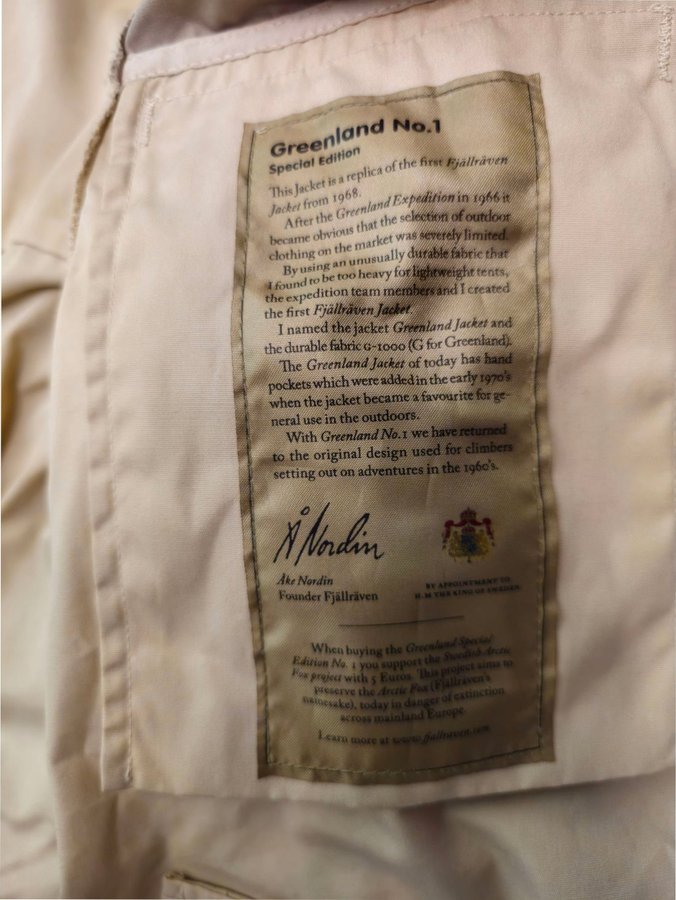 Greenland No.1
Special Edition
This Jacket is a replica of the first Fjällräven
Jacket from 1968.
After the Greenland Expedition in 1966 it
became obvious that the selection of outdoor
clothing on the market was severely limited.
By using an unusually durable fabric that
I found to be too heavy for lightweight tents,
the expedition team members and I created
the first Fjällräven Jacket.
I named the jacket Greenland Jacket and
the durable fabric G-1000 (G for Greenland).
The Greenland Jacket of today has hand
pockets which were added in the early 1970's
when the jacket became a favourite for ge-
neral use in the outdoors.
With Greenland No.1 we have returned
to the original design used for climbers
setting out on adventures in the 1960's.
Å Nordin
Åke Nordin
Founder Fjällräven
BY APPOINTMENT TO
H.M THE KING OF SWEDEN
When buying the Greenland Special
Edition No. 1 you support the Swedish Arctic
Fox project with 5 Euros. This project aims to
preserve the Arctic Fox (Fjällräven's
namesake), today in danger of extinction
across mainland Europe.
Learn more at www.fjallraven.com